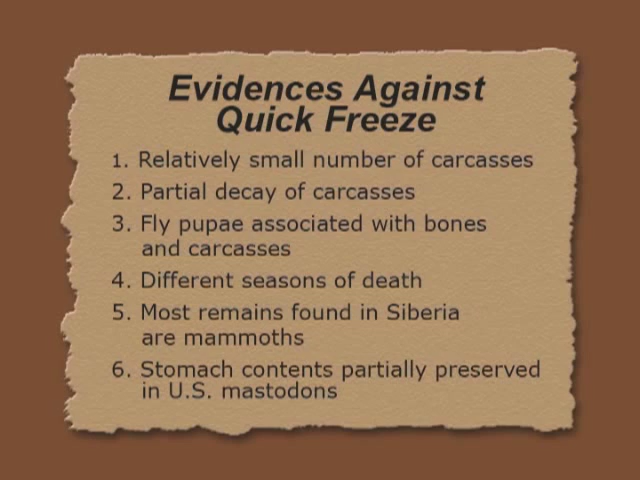 Evidences Against
Quick Freeze
1. Relatively small number of carcasses
2. Partial decay of carcasses
3. Fly pupae associated with bones
and carcasses
4. Different seasons of death
5. Most remains found in Siberia
are mammoths
6. Stomach contents partially preserved
in U.S. mastodons